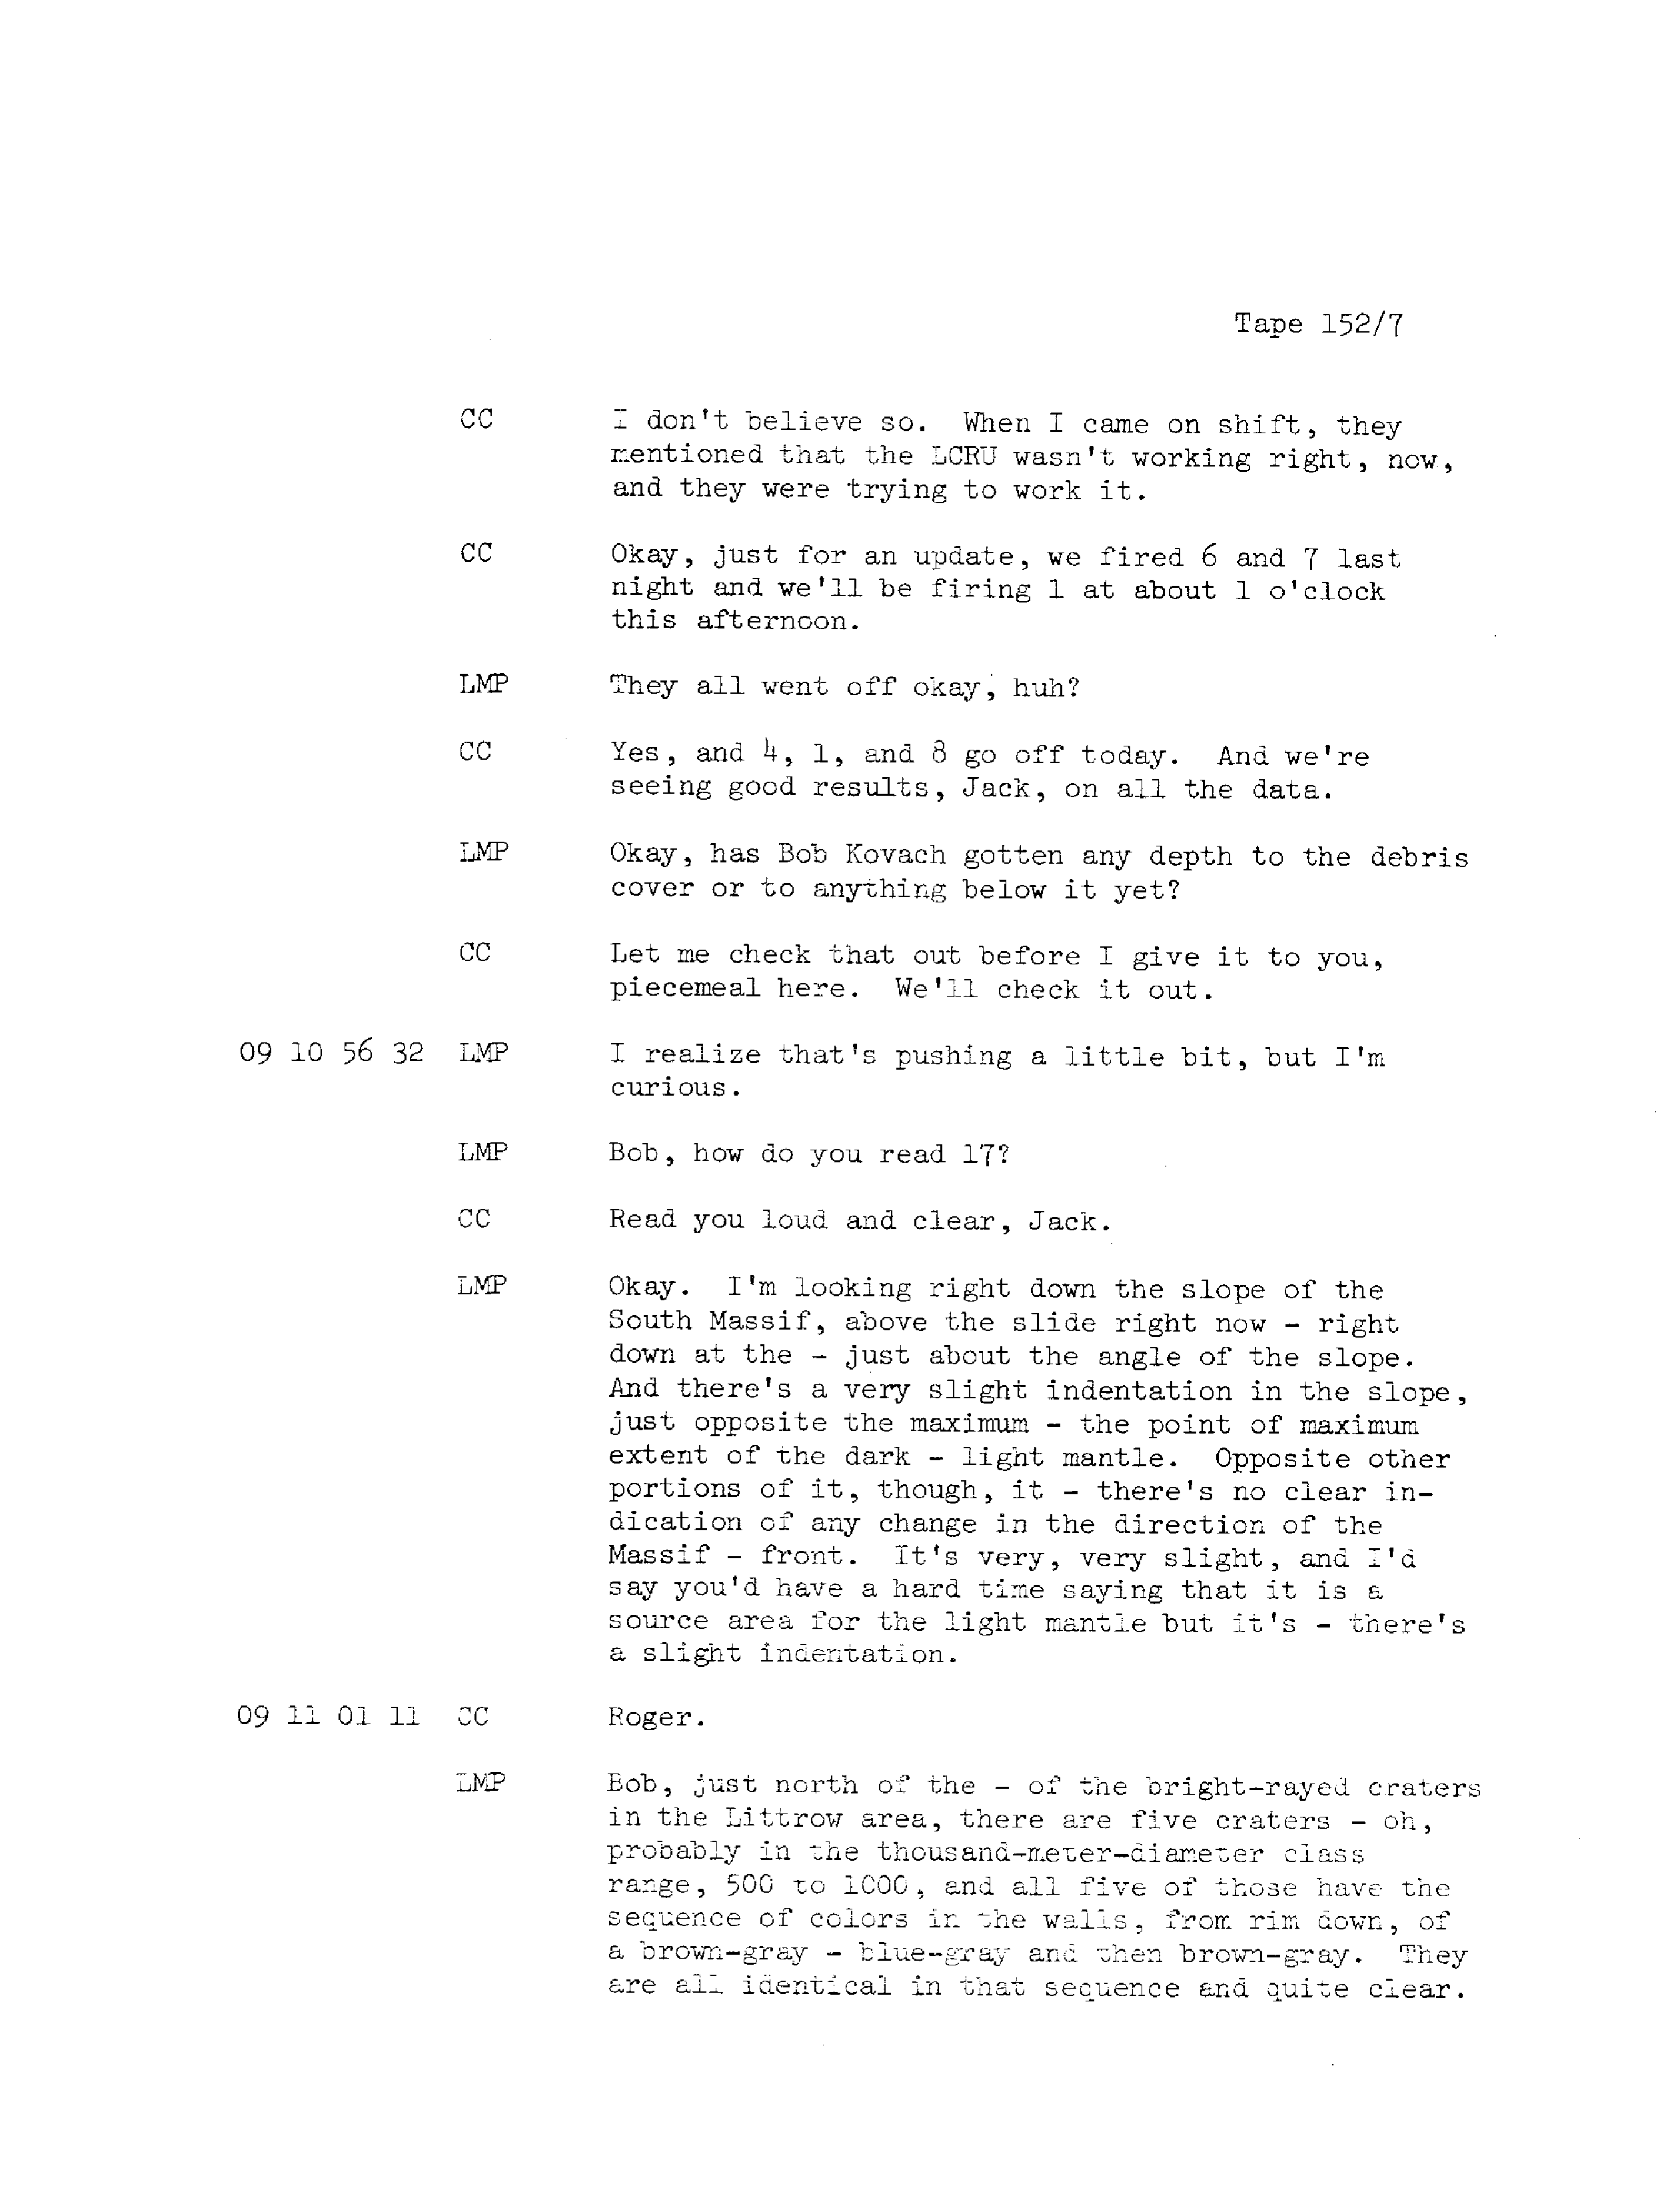 Tape 152/7
CC I don't believe so. When I came on shift, they
mentioned that the LCRU wasn't working right, now,
and they were trying to work it.
CC Okay, just for an update, we fired 6 and 7 last
night and we'll be firing 1 at about 1 o'clock
this afternoon.
LMP They all went off okay, huh?
CC Yes, and 4, 1, and 8 go off today. And we're
seeing good results, Jack, on all the data.
LMP Okay, has Bob Kovach gotten any depth to the debris
cover or to anything below it yet?
CC Let me check that out before I give it to you,
piecemeal here. We'll check it out.
09 10 56 32 LMP I realize that's pushing a little bit, but I'm
curious.
LMP Bob, how do you read 17?
CC Read you loud and clear, Jack.
LMP Okay. I'm looking right down the slope of the
South Massif, above the slide right now - right
down at the - just about the angle of the slope.
And there's a very slight indentation in the slope,
just opposite the maximum - the point of maximum
extent of the dark - light mantle. Opposite other
portions of it, though, it - there's no clear in-
dication of any change in the direction of the
Massif - front. It's very, very slight, and I'd
say you'd have a hard time saying that it is a
source area for the light mantle but it's - there's
a slight indentation.
09 11 01 11 CC Roger.
LMP Bob, just north of the - of the bright-rayed craters
in the Littrow area, there are five craters - oh,
probably in the thousand-meter-diameter class
range, 500 to 1000, and all five of those have the
sequence of colors in the walls, from rim down, of
a brown-gray - blue-gray and then brown-gray. They
are all identical in that sequence and quite clear.